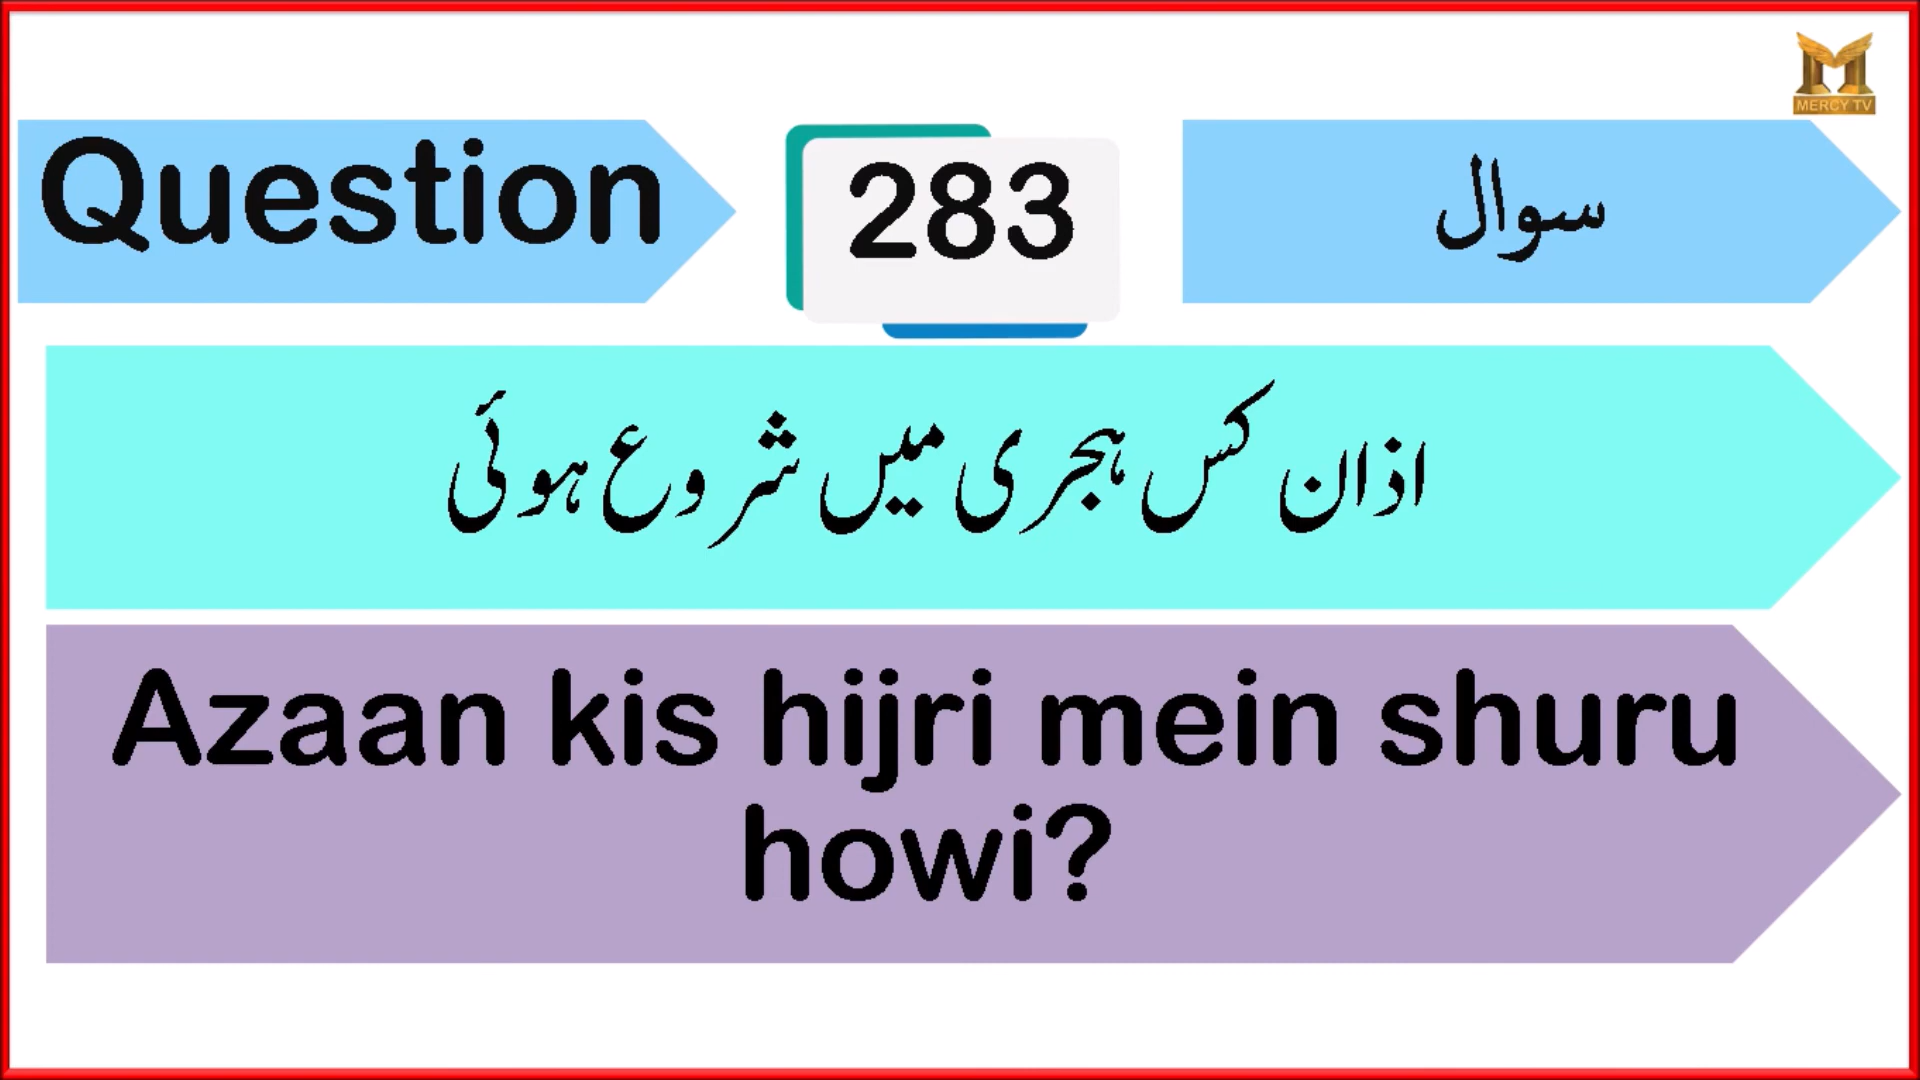 MERCY TV
Question
283
سوال
اذان کس ہجری میں شروع ہوئی
Azaan kis hijri mein shuru
howi?